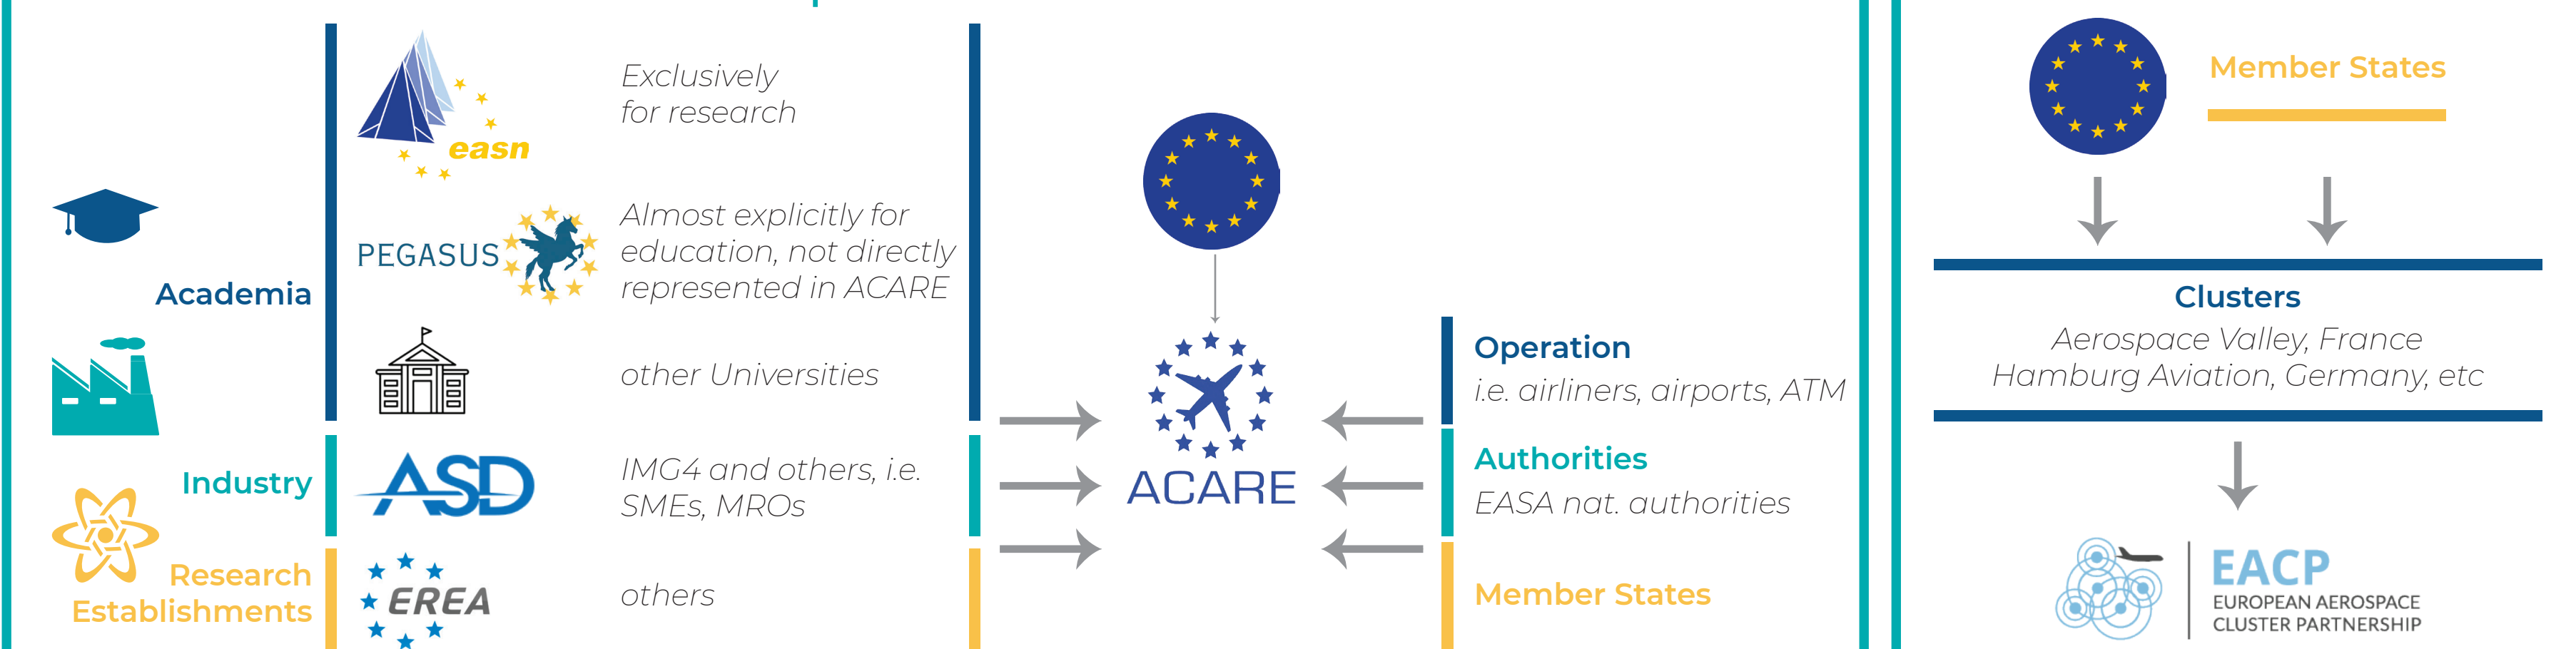 Academia
easn
Exclusively
for research
PEGASUS
Almost explicitly for
education, not directly
represented in ACARE
other Universities
Industry
ASD
IMG4 and others, i.e.
SMEs, MROs
Research
Establishments
EREA
others
ACARE
Operation
i.e. airliners, airports, ATM
Authorities
EASA nat. authorities
Member States
Member States
Clusters
Aerospace Valley, France
Hamburg Aviation, Germany, etc
EACP
EUROPEAN AEROSPACE
CLUSTER PARTNERSHIP